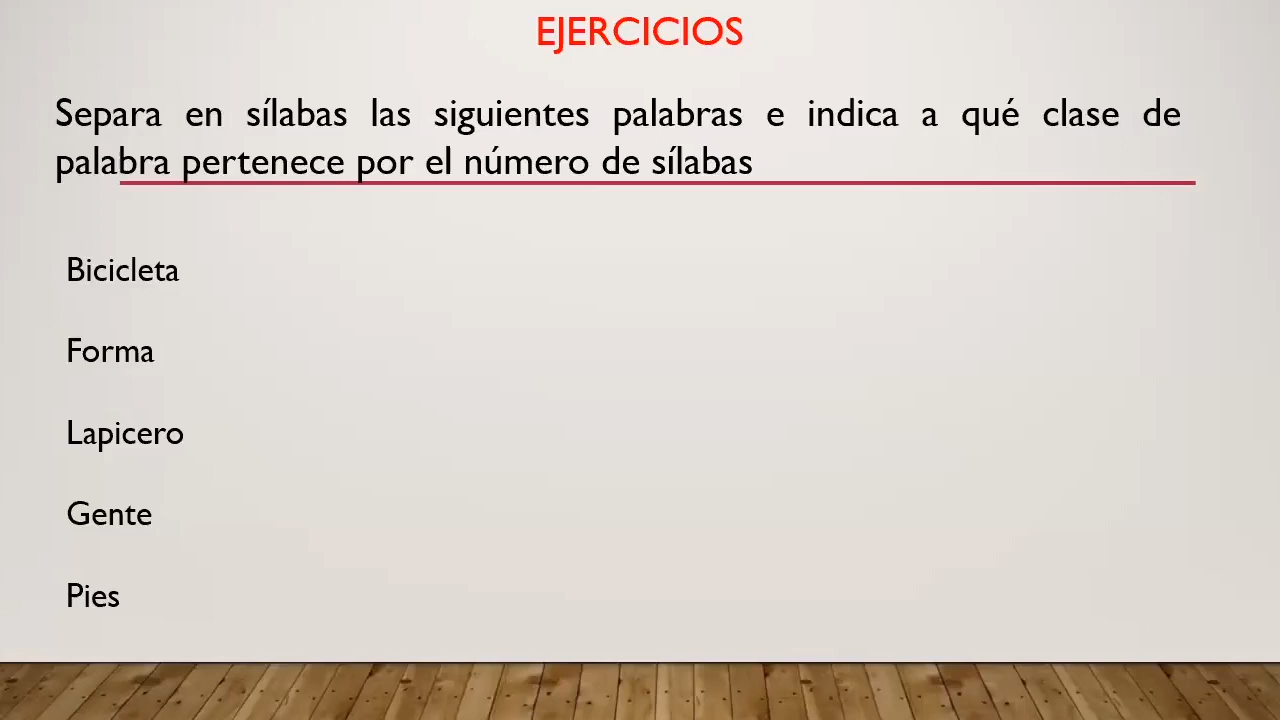 EJERCICIOS
Separa en sílabas las siguientes palabras e indica a qué clase de
palabra pertenece por el número de sílabas
Bicicleta
Forma
Lapicero
Gente
Pies